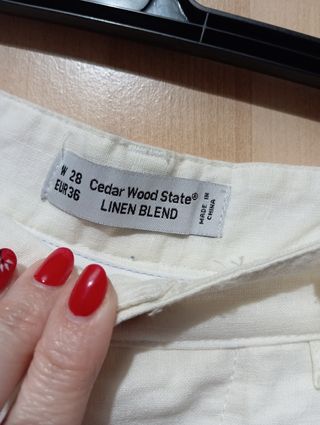 W 28
EUR 36
Cedar Wood State®
LINEN BLEND
MADE IN
CHINA